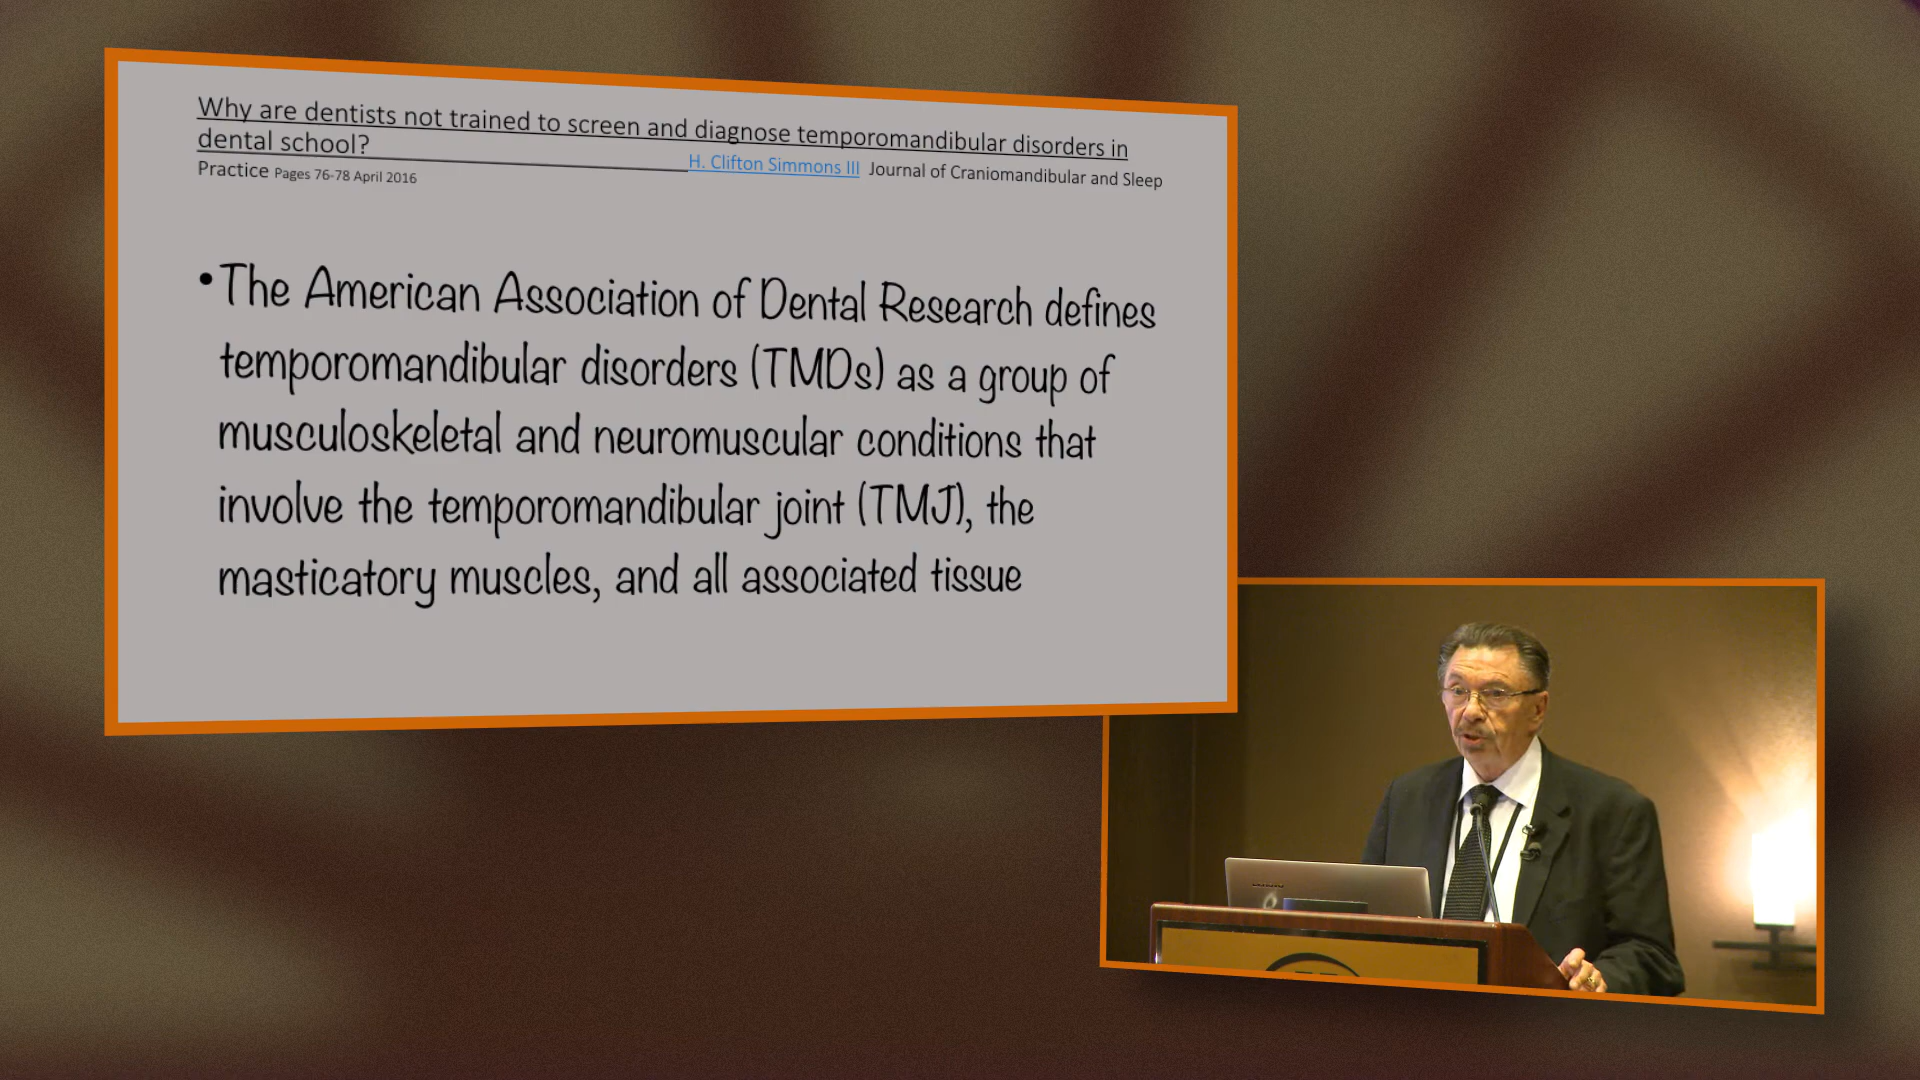 Why are dentists not trained to screen and diagnose temporomandibular disorders in
dental school? H. Clifton Simmons III Journal of Craniomandibular and Sleep
Practice Pages 76-78 April 2016
•The American Association of Dental Research defines
temporomandibular disorders (TMDs) as a group of
musculoskeletal and neuromuscular conditions that
involve the temporomandibular joint (TMJ), the
masticatory muscles, and all associated tissue